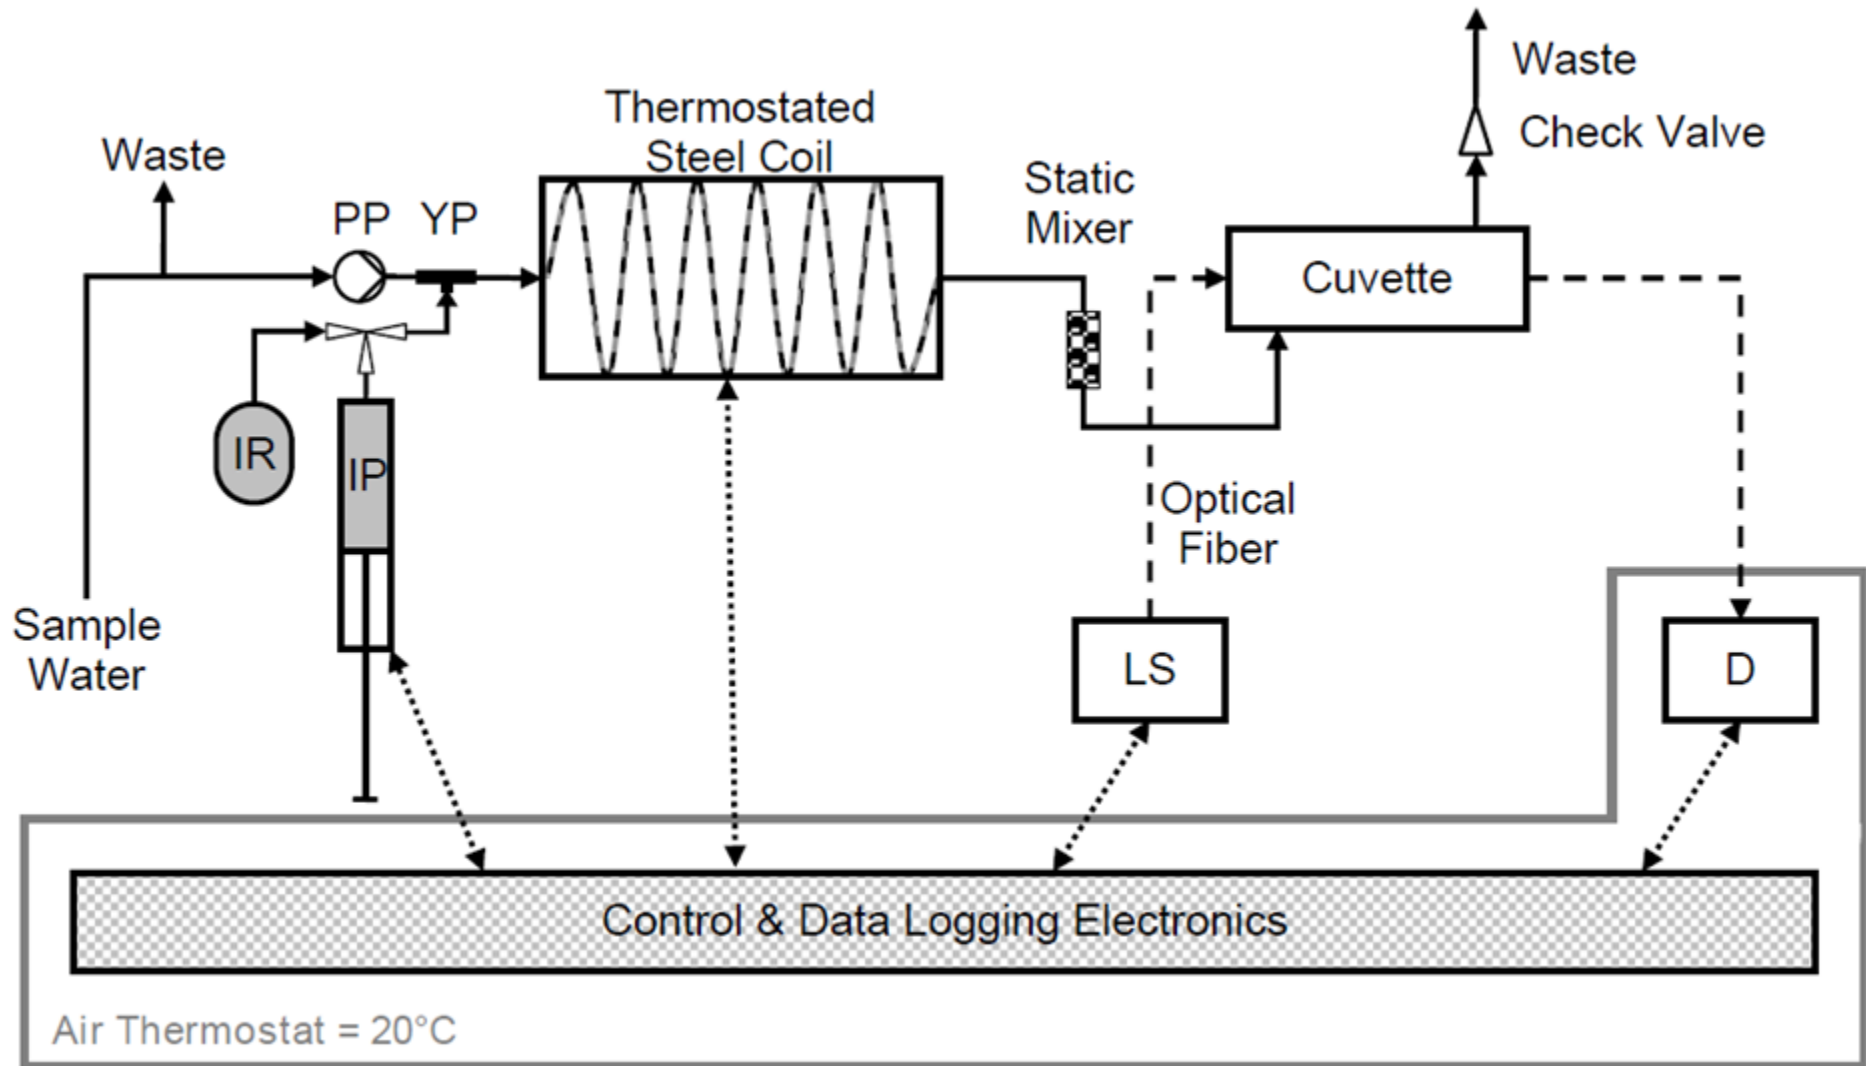 Waste
Check Valve
Thermostated
Steel Coil
Waste
Static
Mixer
PP
YP
Cuvette
IR
IP
Optical
Fiber
Sample
Water
LS
D
Control & Data Logging Electronics
Air Thermostat = 20°C